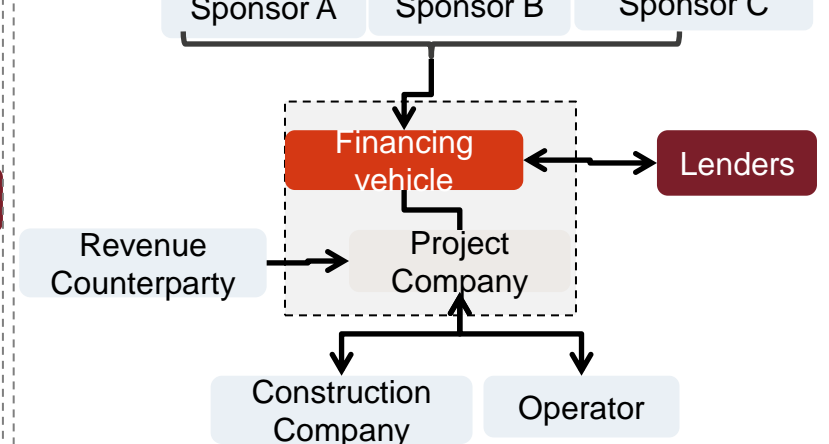 Sponsor A
Sponsor B
Sponsor C
Financing
vehicle
Lenders
Revenue
Counterparty
Project
Company
Construction
Company
Operator